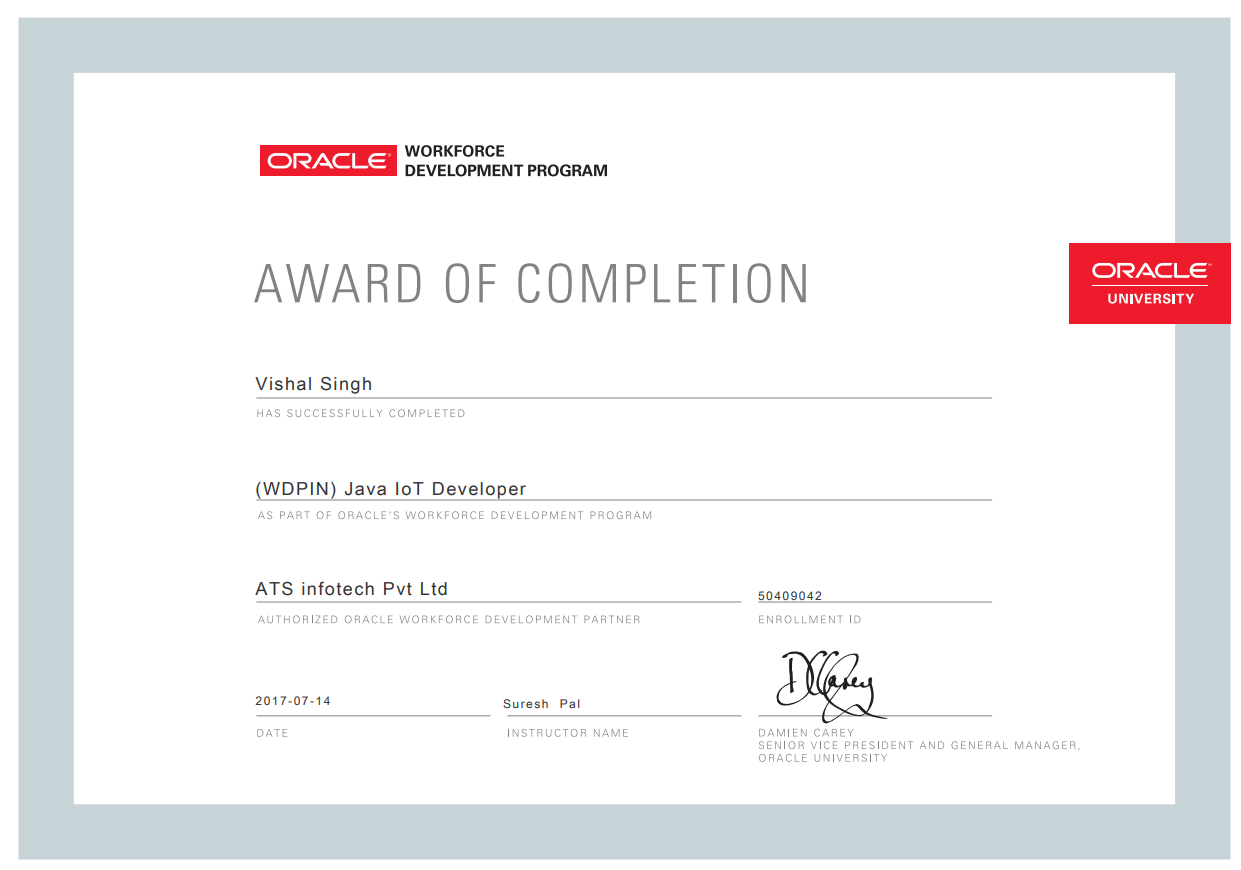 ORACLE® WORKFORCE
DEVELOPMENT PROGRAM
AWARD OF COMPLETION
ORACLE™
UNIVERSITY
Vishal Singh
HAS SUCCESSFULLY COMPLETED
(WDPIN) Java IoT Developer
AS PART OF ORACLE'S WORKFORCE DEVELOPMENT PROGRAM
ATS infotech Pvt Ltd
50409042
AUTHORIZED ORACLE WORKFORCE DEVELOPMENT PARTNER
ENROLLMENT ID
DCarey
2017-07-14
Suresh Pal
DATE
INSTRUCTOR NAME
DAMIEN CAREY
SENIOR VICE PRESIDENT AND GENERAL MANAGER,
ORACLE UNIVERSITY